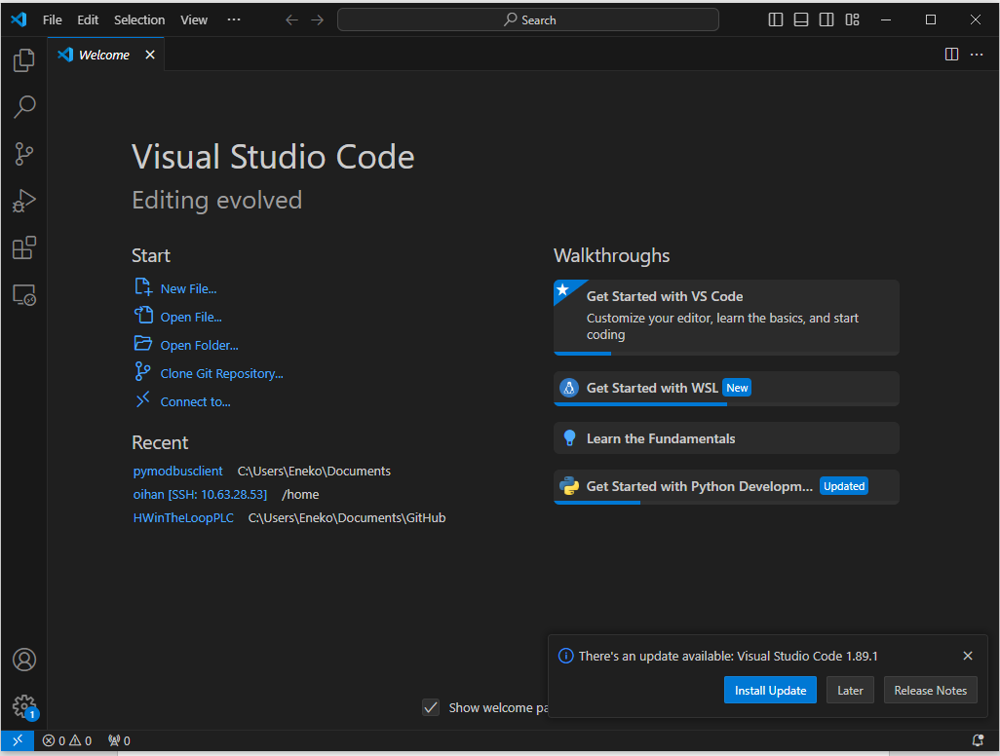 File Edit Selection View ··· Search
Welcome
Visual Studio Code
Editing evolved
Start
New File...
Open File...
Open Folder...
Clone Git Repository...
Connect to...
Recent
pymodbusclient C:\Users\Eneko\Documents
oihan [SSH: 10.63.28.53] /home
HWinTheLoopPLC C:\Users\Eneko\Documents\GitHub
Walkthroughs
Get Started with VS Code
Customize your editor, learn the basics, and start
coding
Get Started with WSL New
Learn the Fundamentals
Get Started with Python Developm... Updated
There's an update available: Visual Studio Code 1.89.1
Install Update Later Release Notes
Show welcome pa
1
0 0 0